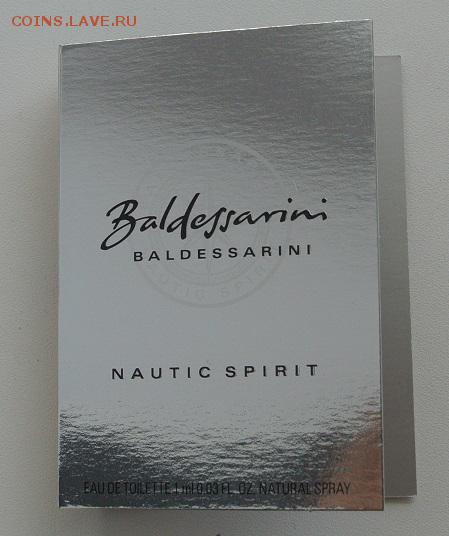 COINS.LAVE.RU
Baldessarini
BALDESSARINI
NAUTIC SPIRIT
EAU DE TOILETTE 1 ml 0.03 FL. OZ. NATURAL SPRAY